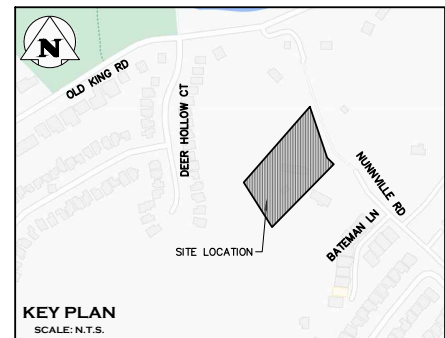 N
OLD KING RD
DEER HOLLOW CT
NUNNVILLE RD
BATEMAN LN
SITE LOCATION
KEY PLAN
SCALE: N.T.S.